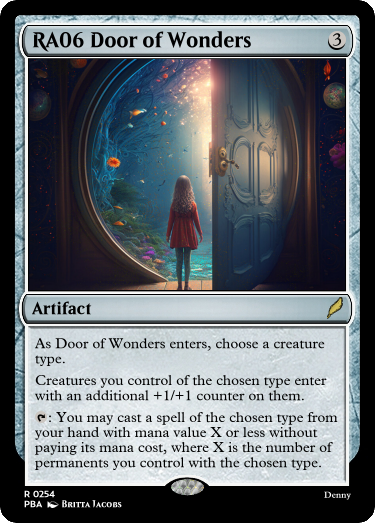 RA06 Door of Wonders 3
Artifact
As Door of Wonders enters, choose a creature
type.
Creatures you control of the chosen type enter
with an additional +1/+1 counter on them.
: You may cast a spell of the chosen type from
your hand with mana value X or less without
paying its mana cost, where X is the number of
permanents you control with the chosen type.
R 0254
Denny
PBA Britta Jacobs